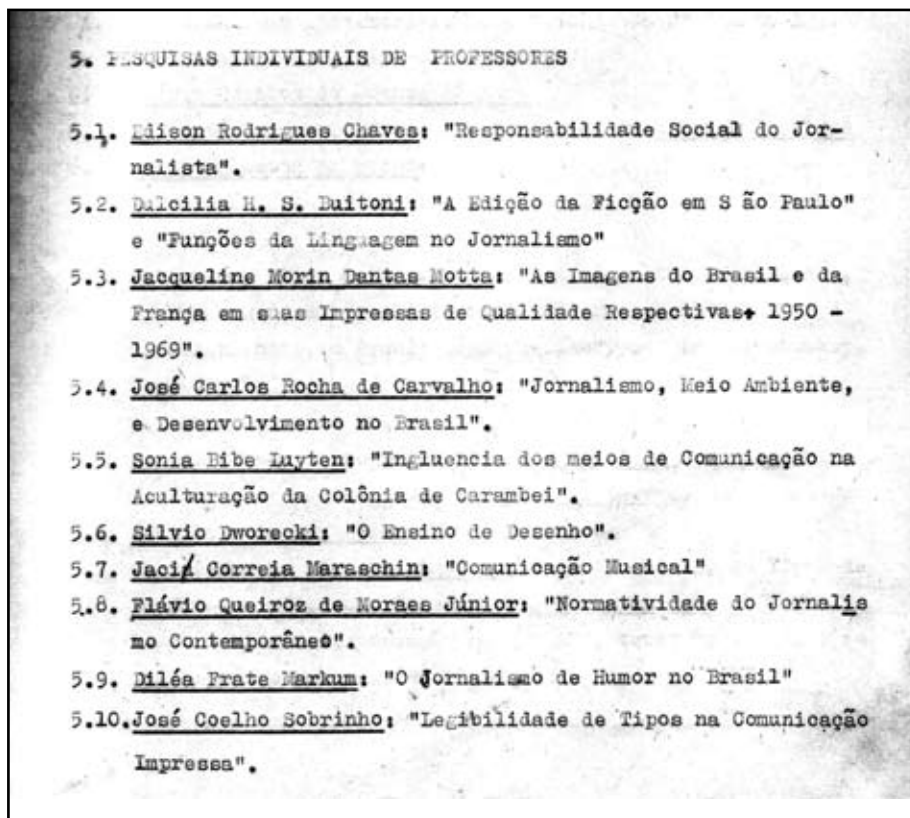 5. PESQUISAS INDIVIDUAIS DE PROFESSORES
5.1. Edison Rodrigues Chaves: "Responsabilidade Social do Jor-
nalista".
5.2. Dulcilia H. S. Buitoni: "A Edição da Ficção em S ão Paulo"
e "Funções da Linguagem no Jornalismo"
5.3. Jacqueline Morin Dantas Motta: "As Imagens do Brasil e da
França em suas Impressas de Qualidade Respectivas+ 1950 -
1969".
5.4. José Carlos Rocha de Carvalho: "Jornalismo, Meio Ambiente,
e Desenvolvimento no Brasil".
5.5. Sonia Bibe Luyten: "Ingluencia dos meios de Comunicação na
Aculturação da Colônia de Carambei".
5.6. Silvio Dworecki: "O Ensino de Desenho".
5.7. Correia Maraschin: "Comunicação Musical"
5.8. Flávio Queiroz de Moraes Júnior: "Normatividade do Jornalis
mo Contemporâneo".
5.9. Diléa Frate Markum: "O Jornalismo de Humor no Brasil"
5.10.José Coelho Sobrinho: "Legibilidade de Tipos na Comunicação
Impressa".